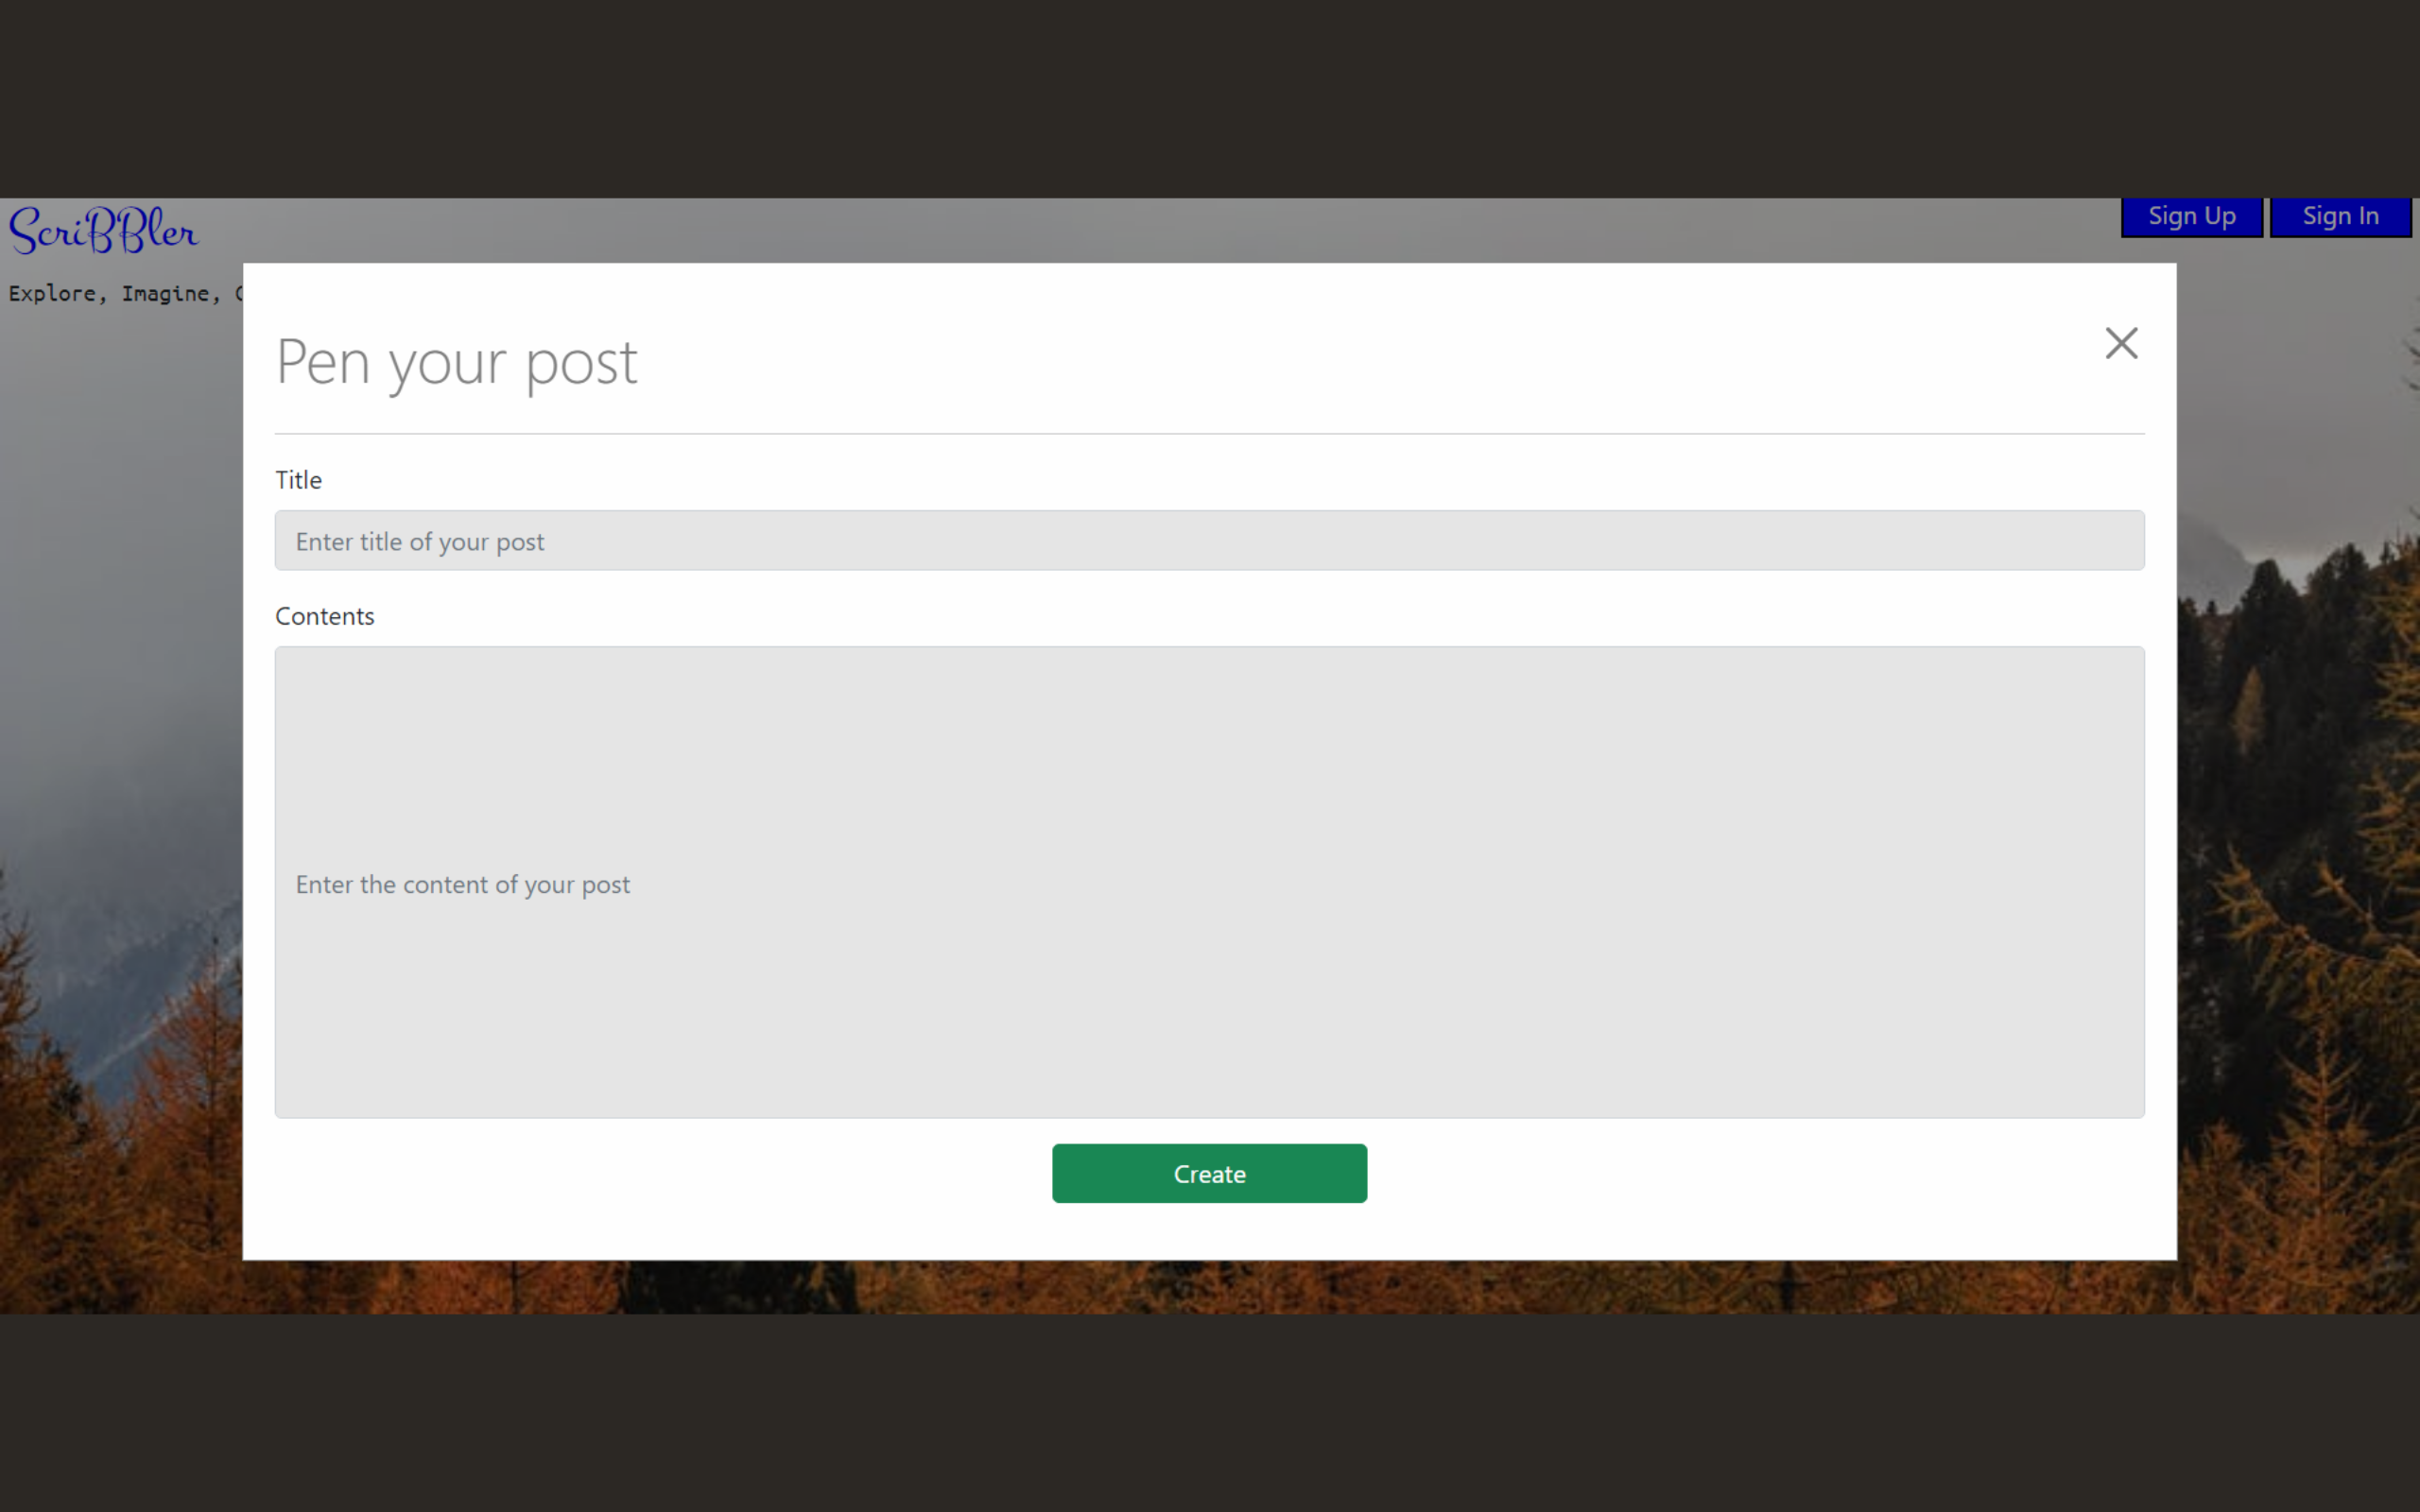 ScriBBler
Sign Up
Sign In
Explore, Imagine,
Pen your post
Title
Enter title of your post
Contents
Enter the content of your post
Create